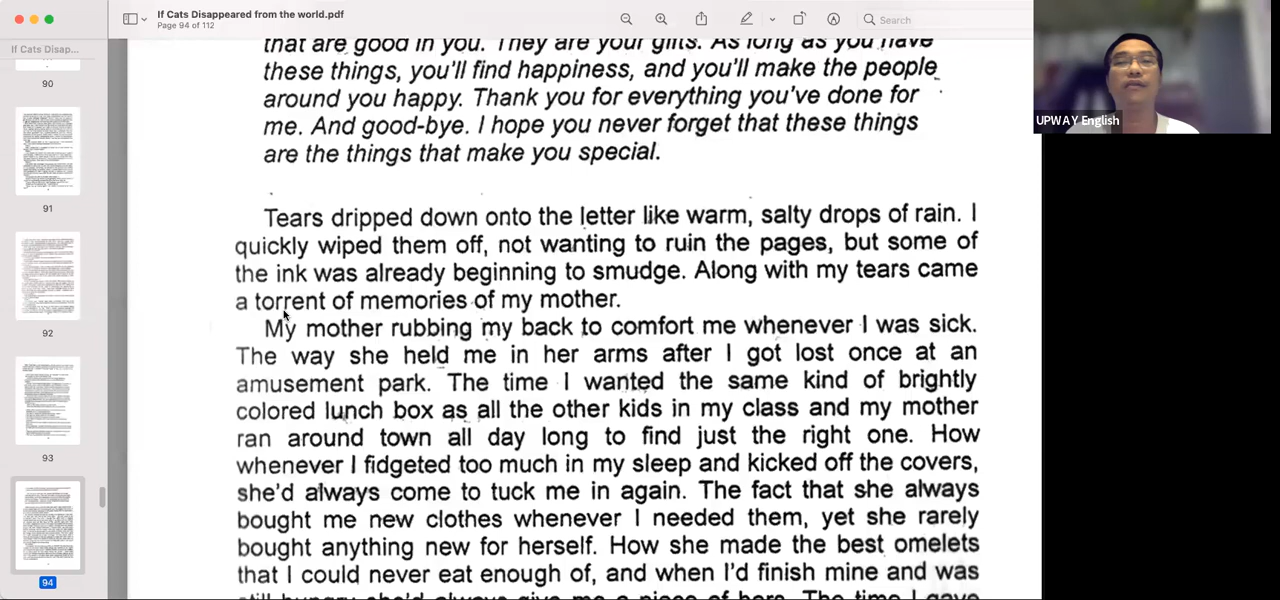 If Cats Disappeared from the world.pdf
Page 94 of 112
Search
If Cats Disap...
90
91
92
93
94
UPWAY English
that are good in you. They are your gifts. As long as you have
these things, you'll find happiness, and you'll make the people
around you happy. Thank you for everything you've done for
me. And good-bye. I hope you never forget that these things
are the things that make you special.
Tears dripped down onto the letter like warm, salty drops of rain. I
quickly wiped them off, not wanting to ruin the pages, but some of
the ink was already beginning to smudge. Along with my tears came
a torrent of memories of my mother.
My mother rubbing my back to comfort me whenever I was sick.
The way she held me in her arms after I got lost once at an
amusement park. The time I wanted the same kind of brightly
colored lunch box as all the other kids in my class and my mother
ran around town all day long to find just the right one. How
whenever I fidgeted too much in my sleep and kicked off the covers,
she'd always come to tuck me in again. The fact that she always
bought me new clothes whenever I needed them, yet she rarely
bought anything new for herself. How she made the best omelets
that I could never eat enough of, and when I'd finish mine and was
still hungry she'd always give me a piece of hers. The time I gave